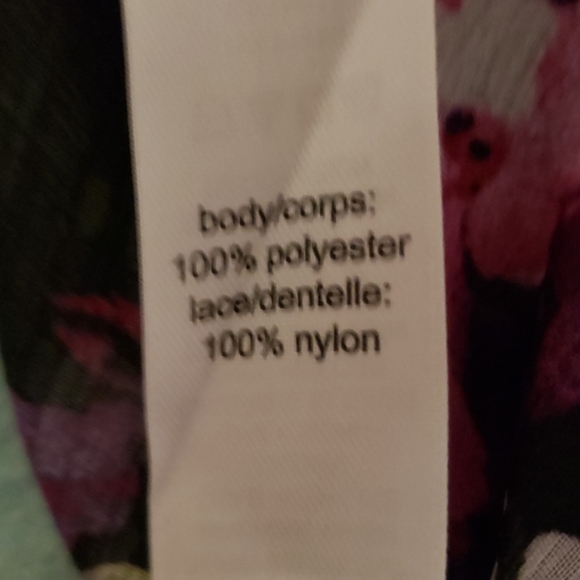 body/corps:
100% polyester
lace/dentelle:
100% nylon